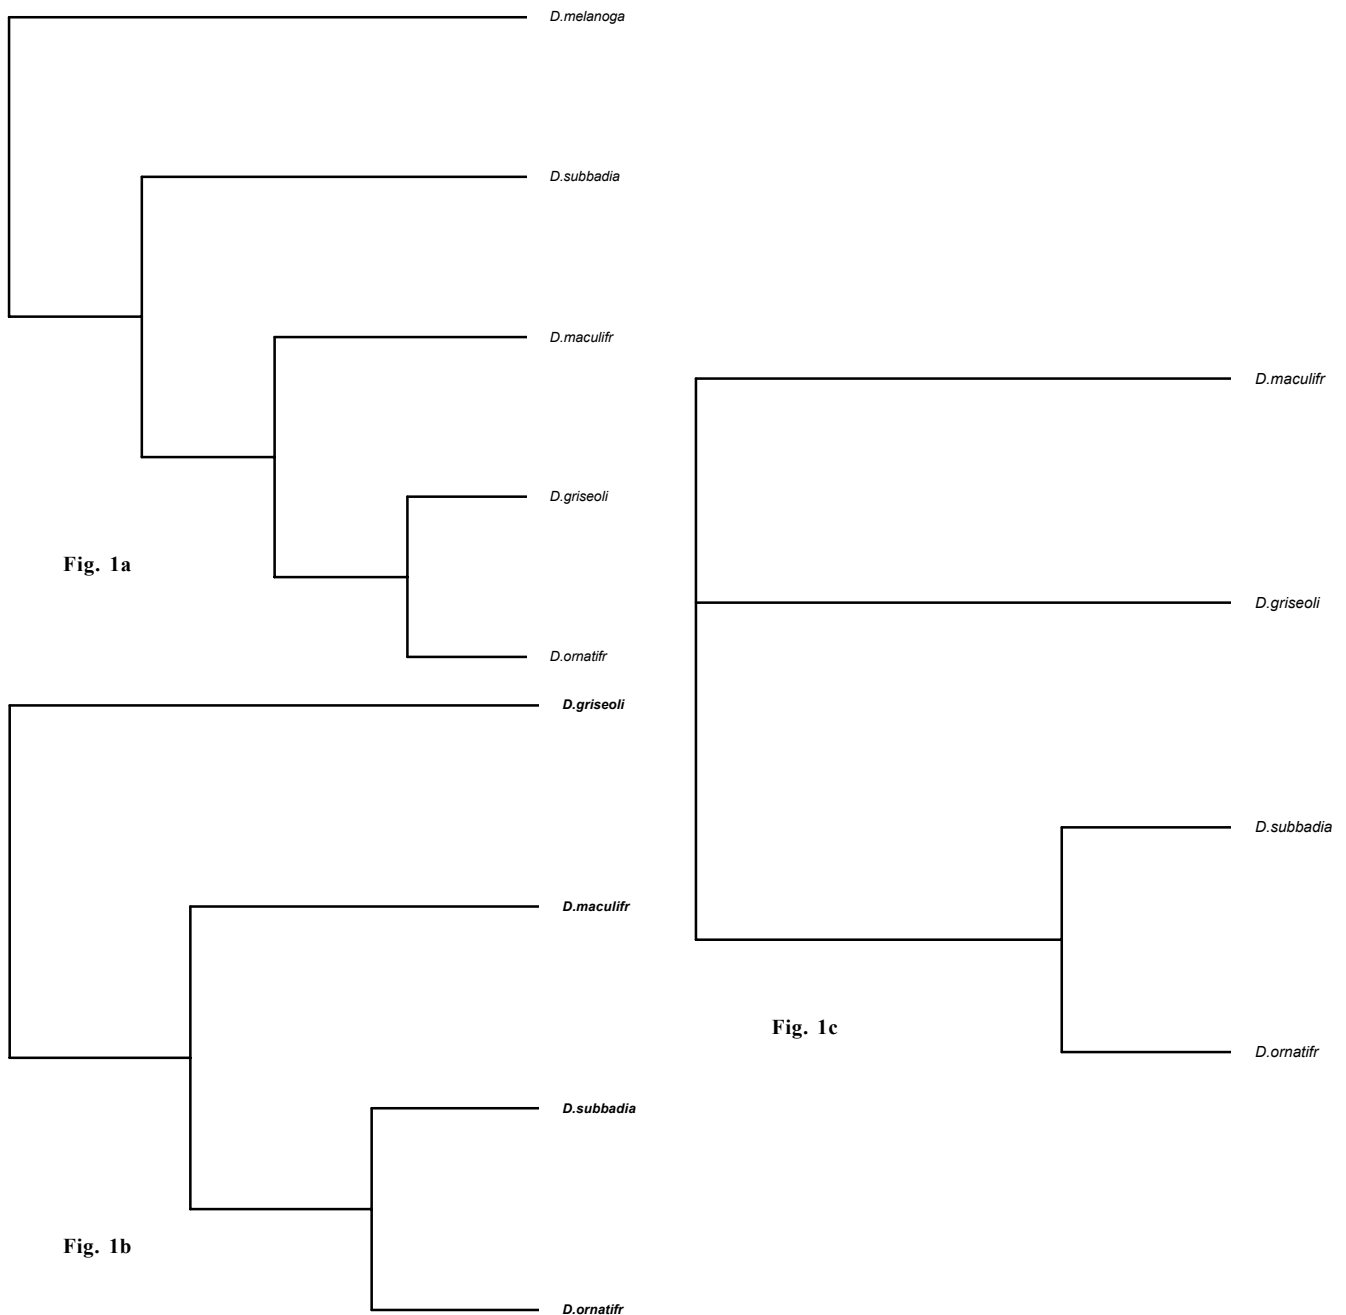 D.melanoga
D.subbadia
D.maculifr
D.griseoli
D.ornatifr
Fig. 1a
D.griseoli
D.maculifr
D.subbadia
D.ornatifr
Fig. 1b
D.maculifr
D.griseoli
D.subbadia
D.ornatifr
Fig. 1c